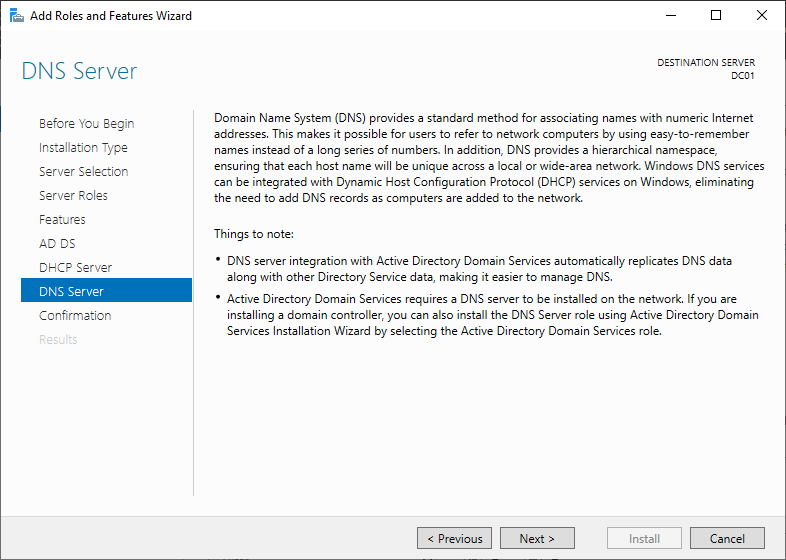 Add Roles and Features Wizard
DNS Server
DESTINATION SERVER
DC01
Before You Begin
Installation Type
Server Selection
Server Roles
Features
AD DS
DHCP Server
DNS Server
Confirmation
Results
Domain Name System (DNS) provides a standard method for associating names with numeric Internet
addresses. This makes it possible for users to refer to network computers by using easy-to-remember
names instead of a long series of numbers. In addition, DNS provides a hierarchical namespace,
ensuring that each host name will be unique across a local or wide-area network. Windows DNS services
can be integrated with Dynamic Host Configuration Protocol (DHCP) services on Windows, eliminating
the need to add DNS records as computers are added to the network.
Things to note:
• DNS server integration with Active Directory Domain Services automatically replicates DNS data
along with other Directory Service data, making it easier to manage DNS.
• Active Directory Domain Services requires a DNS server to be installed on the network. If you are
installing a domain controller, you can also install the DNS Server role using Active Directory Domain
Services Installation Wizard by selecting the Active Directory Domain Services role.
< Previous
Next >
Install
Cancel